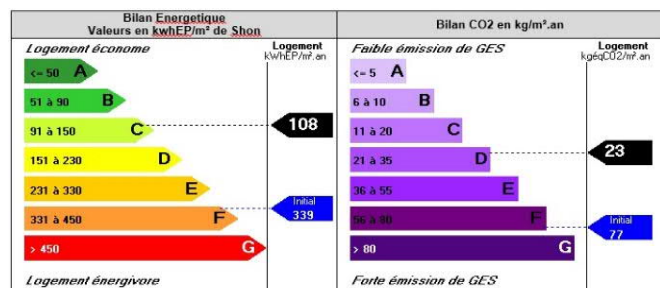 Bilan Energetique
Valeurs en kwhEP/m² de Shon
Logement économe
Logement
kWhEP/m².an
<= 50 A
51 à 90 B
91 à 150 C
108
151 à 230 D
231 à 330 E
331 à 450 F
Initial
339
> 450 G
Logement énergivore
Bilan CO2 en kg/m².an
Faible émission de GES
Logement
kgéqCO2/m².an
<= 5 A
6 à 10 B
11 à 20 C
21 à 35 D
23
36 à 55 E
56 à 80 F
Initial
77
> 80 G
Forte émission de GES